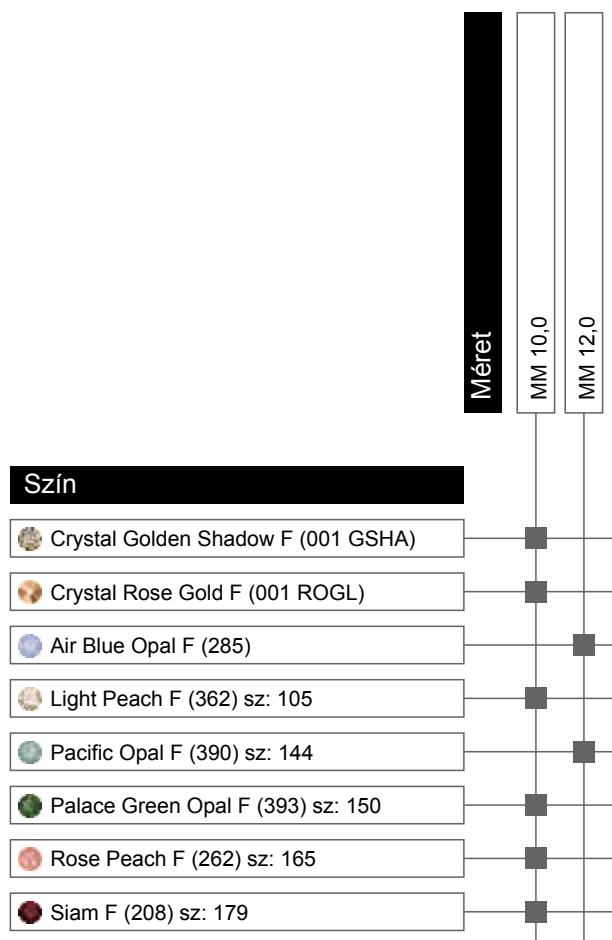 Méret
MM 10,0
MM 12,0
Szín
Crystal Golden Shadow F (001 GSHA)
Crystal Rose Gold F (001 ROGL)
Air Blue Opal F (285)
Light Peach F (362) sz: 105
Pacific Opal F (390) sz: 144
Palace Green Opal F (393) sz: 150
Rose Peach F (262) sz: 165
Siam F (208) sz: 179